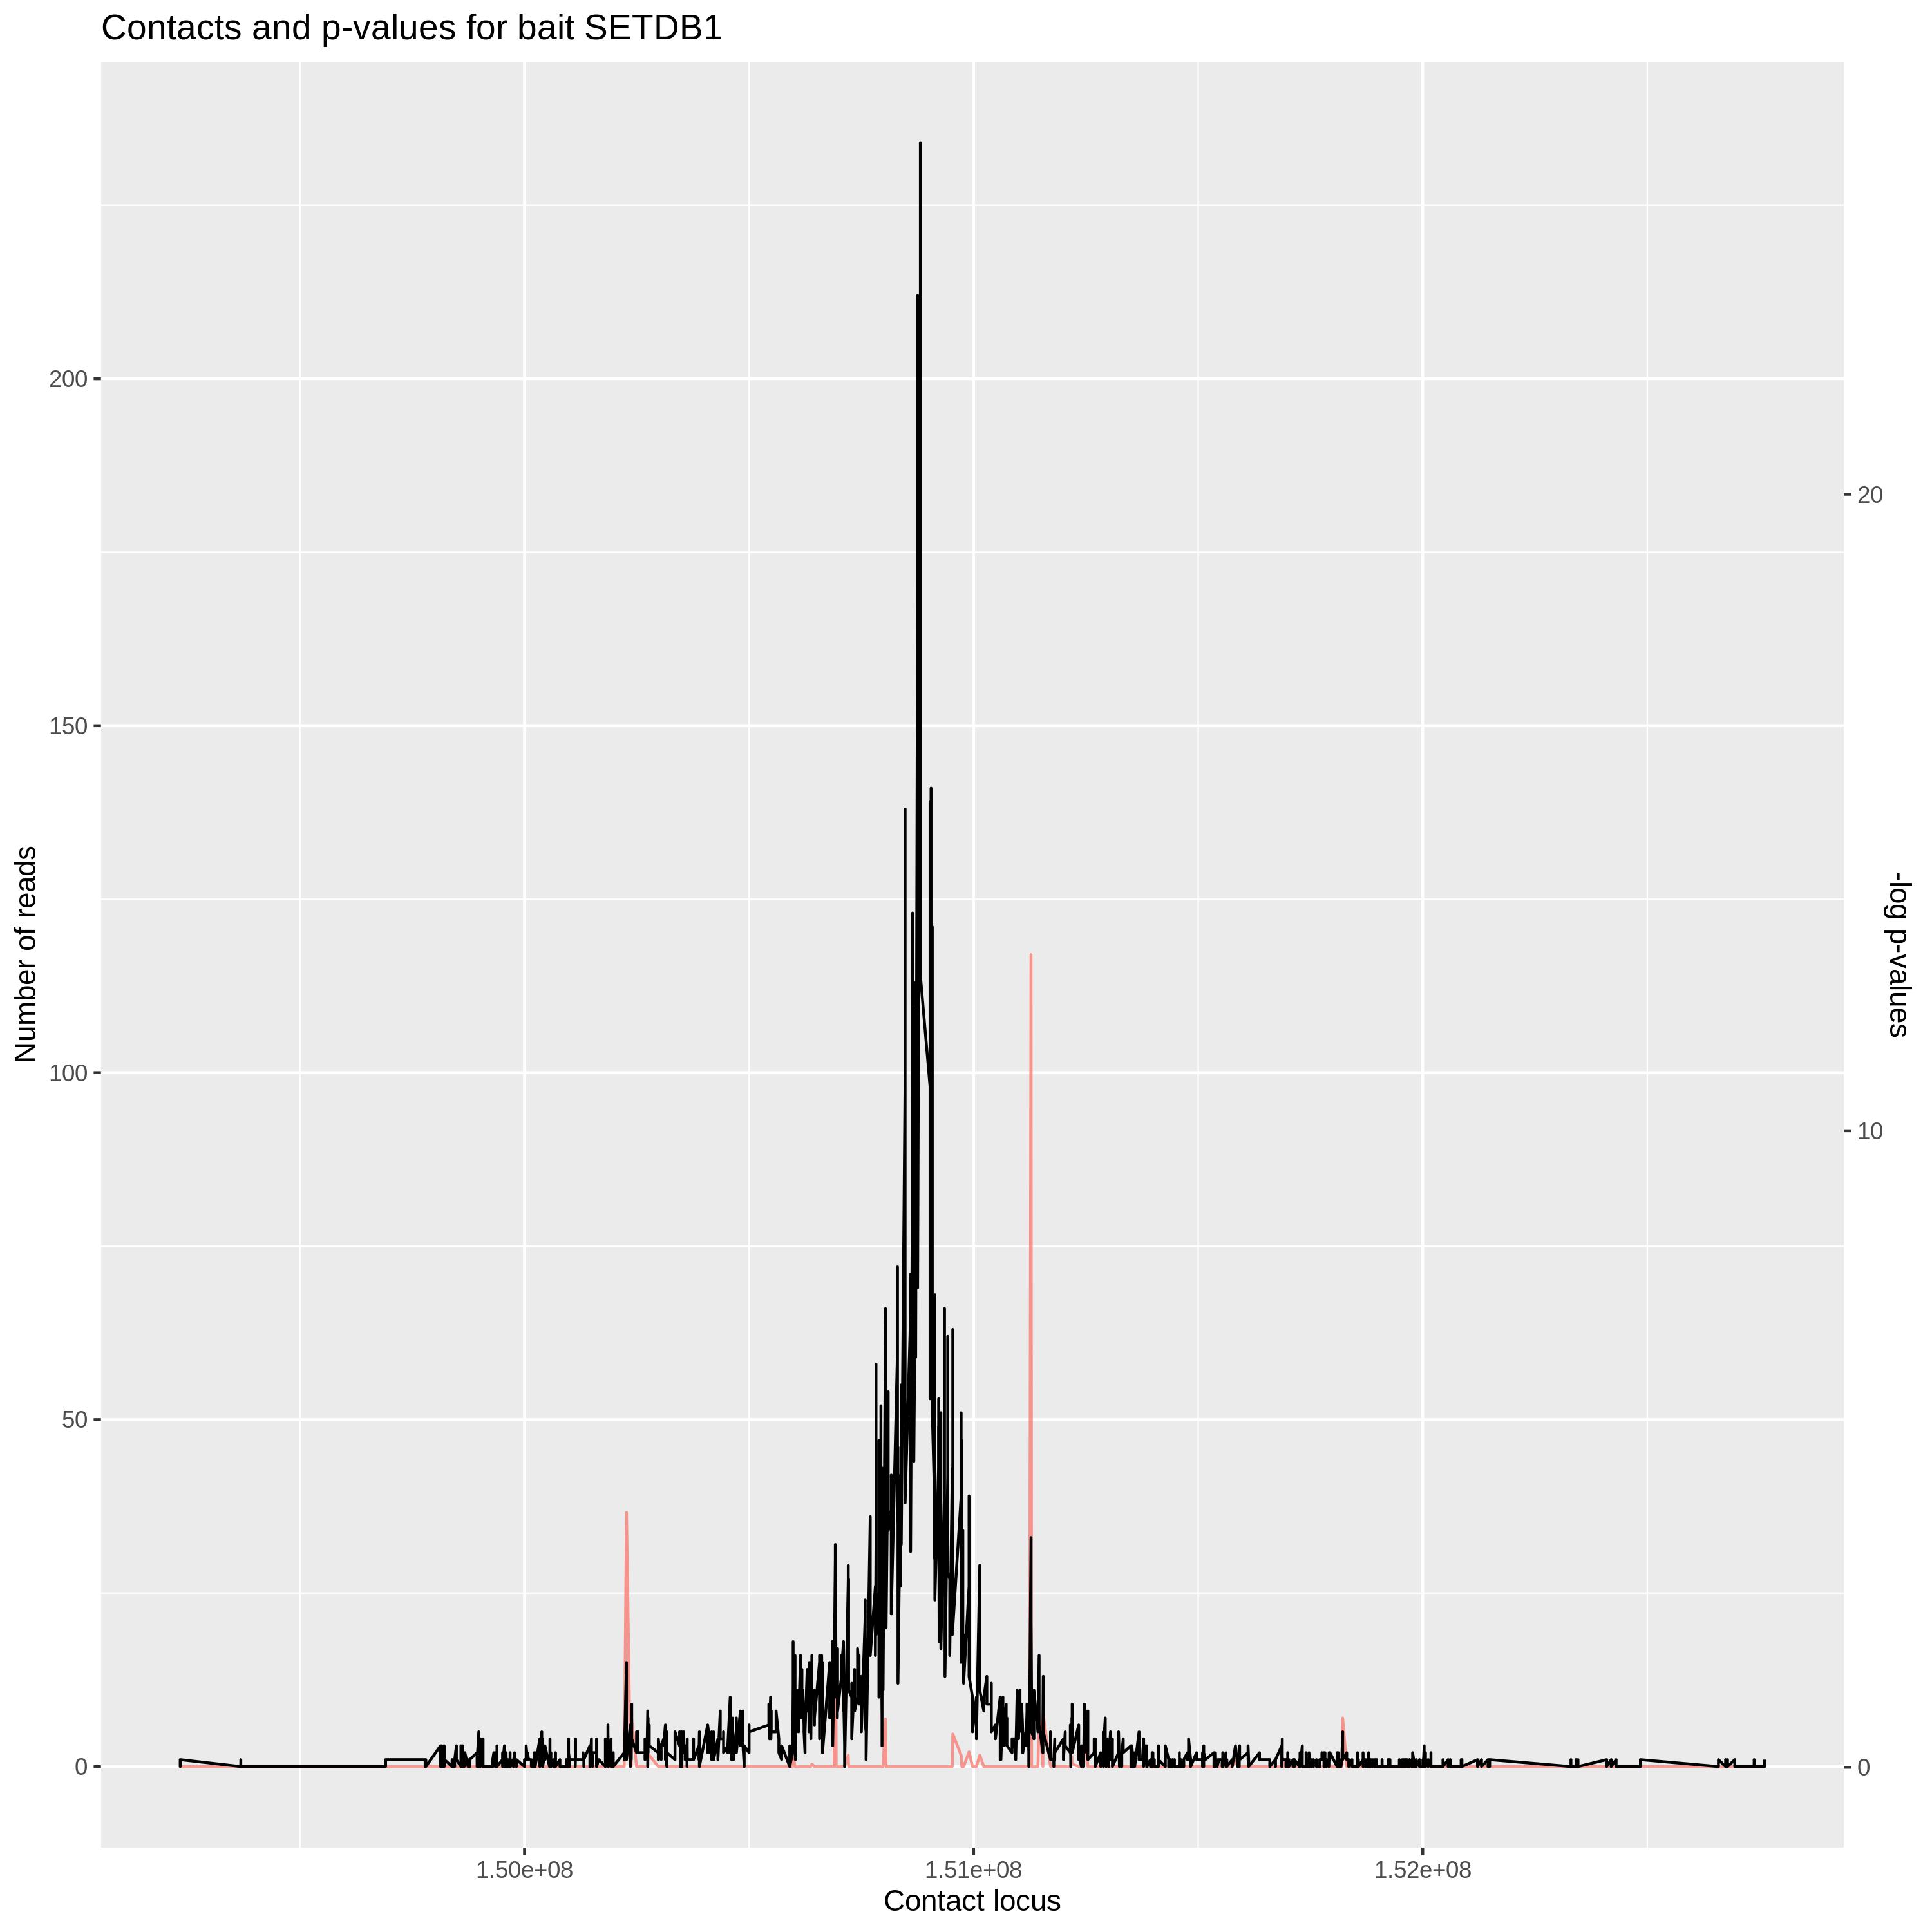 Contacts and p-values for bait SETDB1
200
150
100
50
0
Number of reads
20
10
0
-log p-values
1.50e+08
1.51e+08
1.52e+08
Contact locus